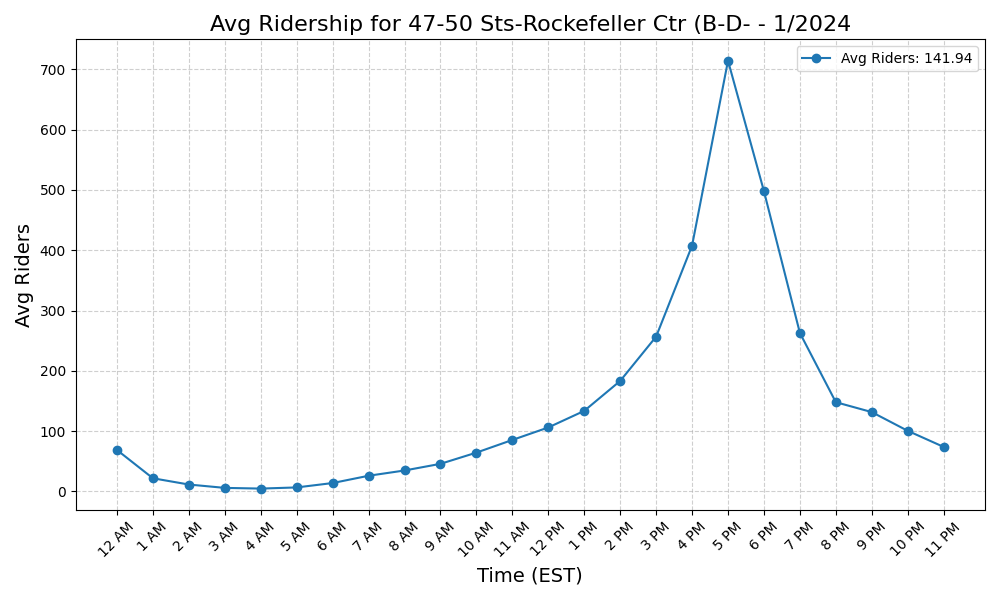 Avg Ridership for 47-50 Sts-Rockefeller Ctr (B-D- - 1/2024
Avg Riders: 141.94
Avg Riders
700
600
500
400
300
200
100
0
12 AM
1 AM
2 AM
3 AM
4 AM
5 AM
6 AM
7 AM
8 AM
9 AM
10 AM
11 AM
12 PM
1 PM
2 PM
3 PM
4 PM
5 PM
6 PM
7 PM
8 PM
9 PM
10 PM
11 PM
Time (EST)